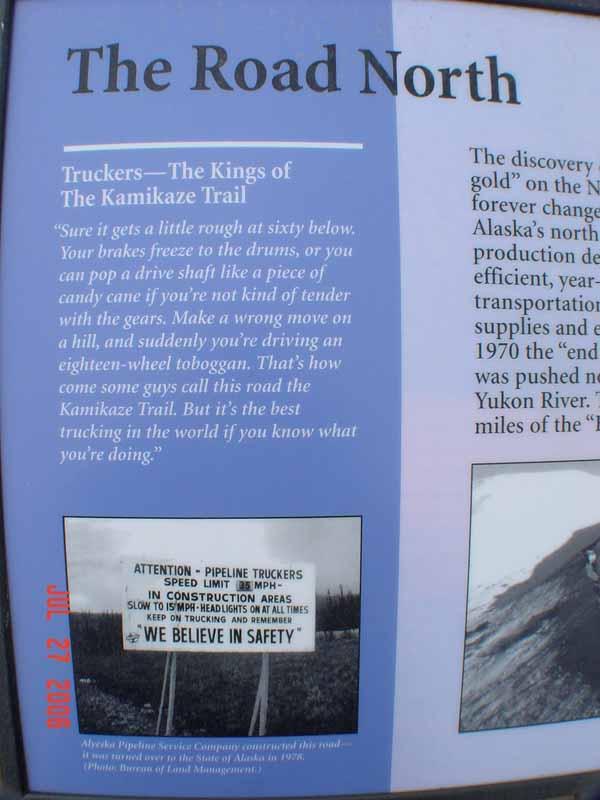 The Road North
Truckers—The Kings of
The Kamikaze Trail
“Sure it gets a little rough at sixty below.
Your brakes freeze to the drums, or you
can pop a drive shaft like a piece of
candy cane if you’re not kind of tender
with the gears. Make a wrong move on
a hill, and suddenly you’re driving an
eighteen-wheel toboggan. That’s how
come some guys call this road the
Kamikaze Trail. But it’s the best
trucking in the world if you know what
you’re doing.”
ATTENTION - PIPELINE TRUCKERS
SPEED LIMIT 35 MPH-
IN CONSTRUCTION AREAS
SLOW TO 15 MPH-HEADLIGHTS ON AT ALL TIMES
KEEP ON TRUCKING AND REMEMBER
"WE BELIEVE IN SAFETY"
Alyeska Pipeline Service Company constructed this road—
it was turned over to the State of Alaska in 1978.
(Photo: Bureau of Land Management.)
The discovery
gold” on the N
forever change
Alaska’s north
production de
efficient, year-
transportation
supplies and e
1970 the “end
was pushed no
Yukon River. T
miles of the “H
JUL 27 2008